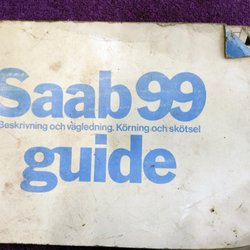 Saab 99
Beskrivning och vägledning. Körning och skötsel
guide